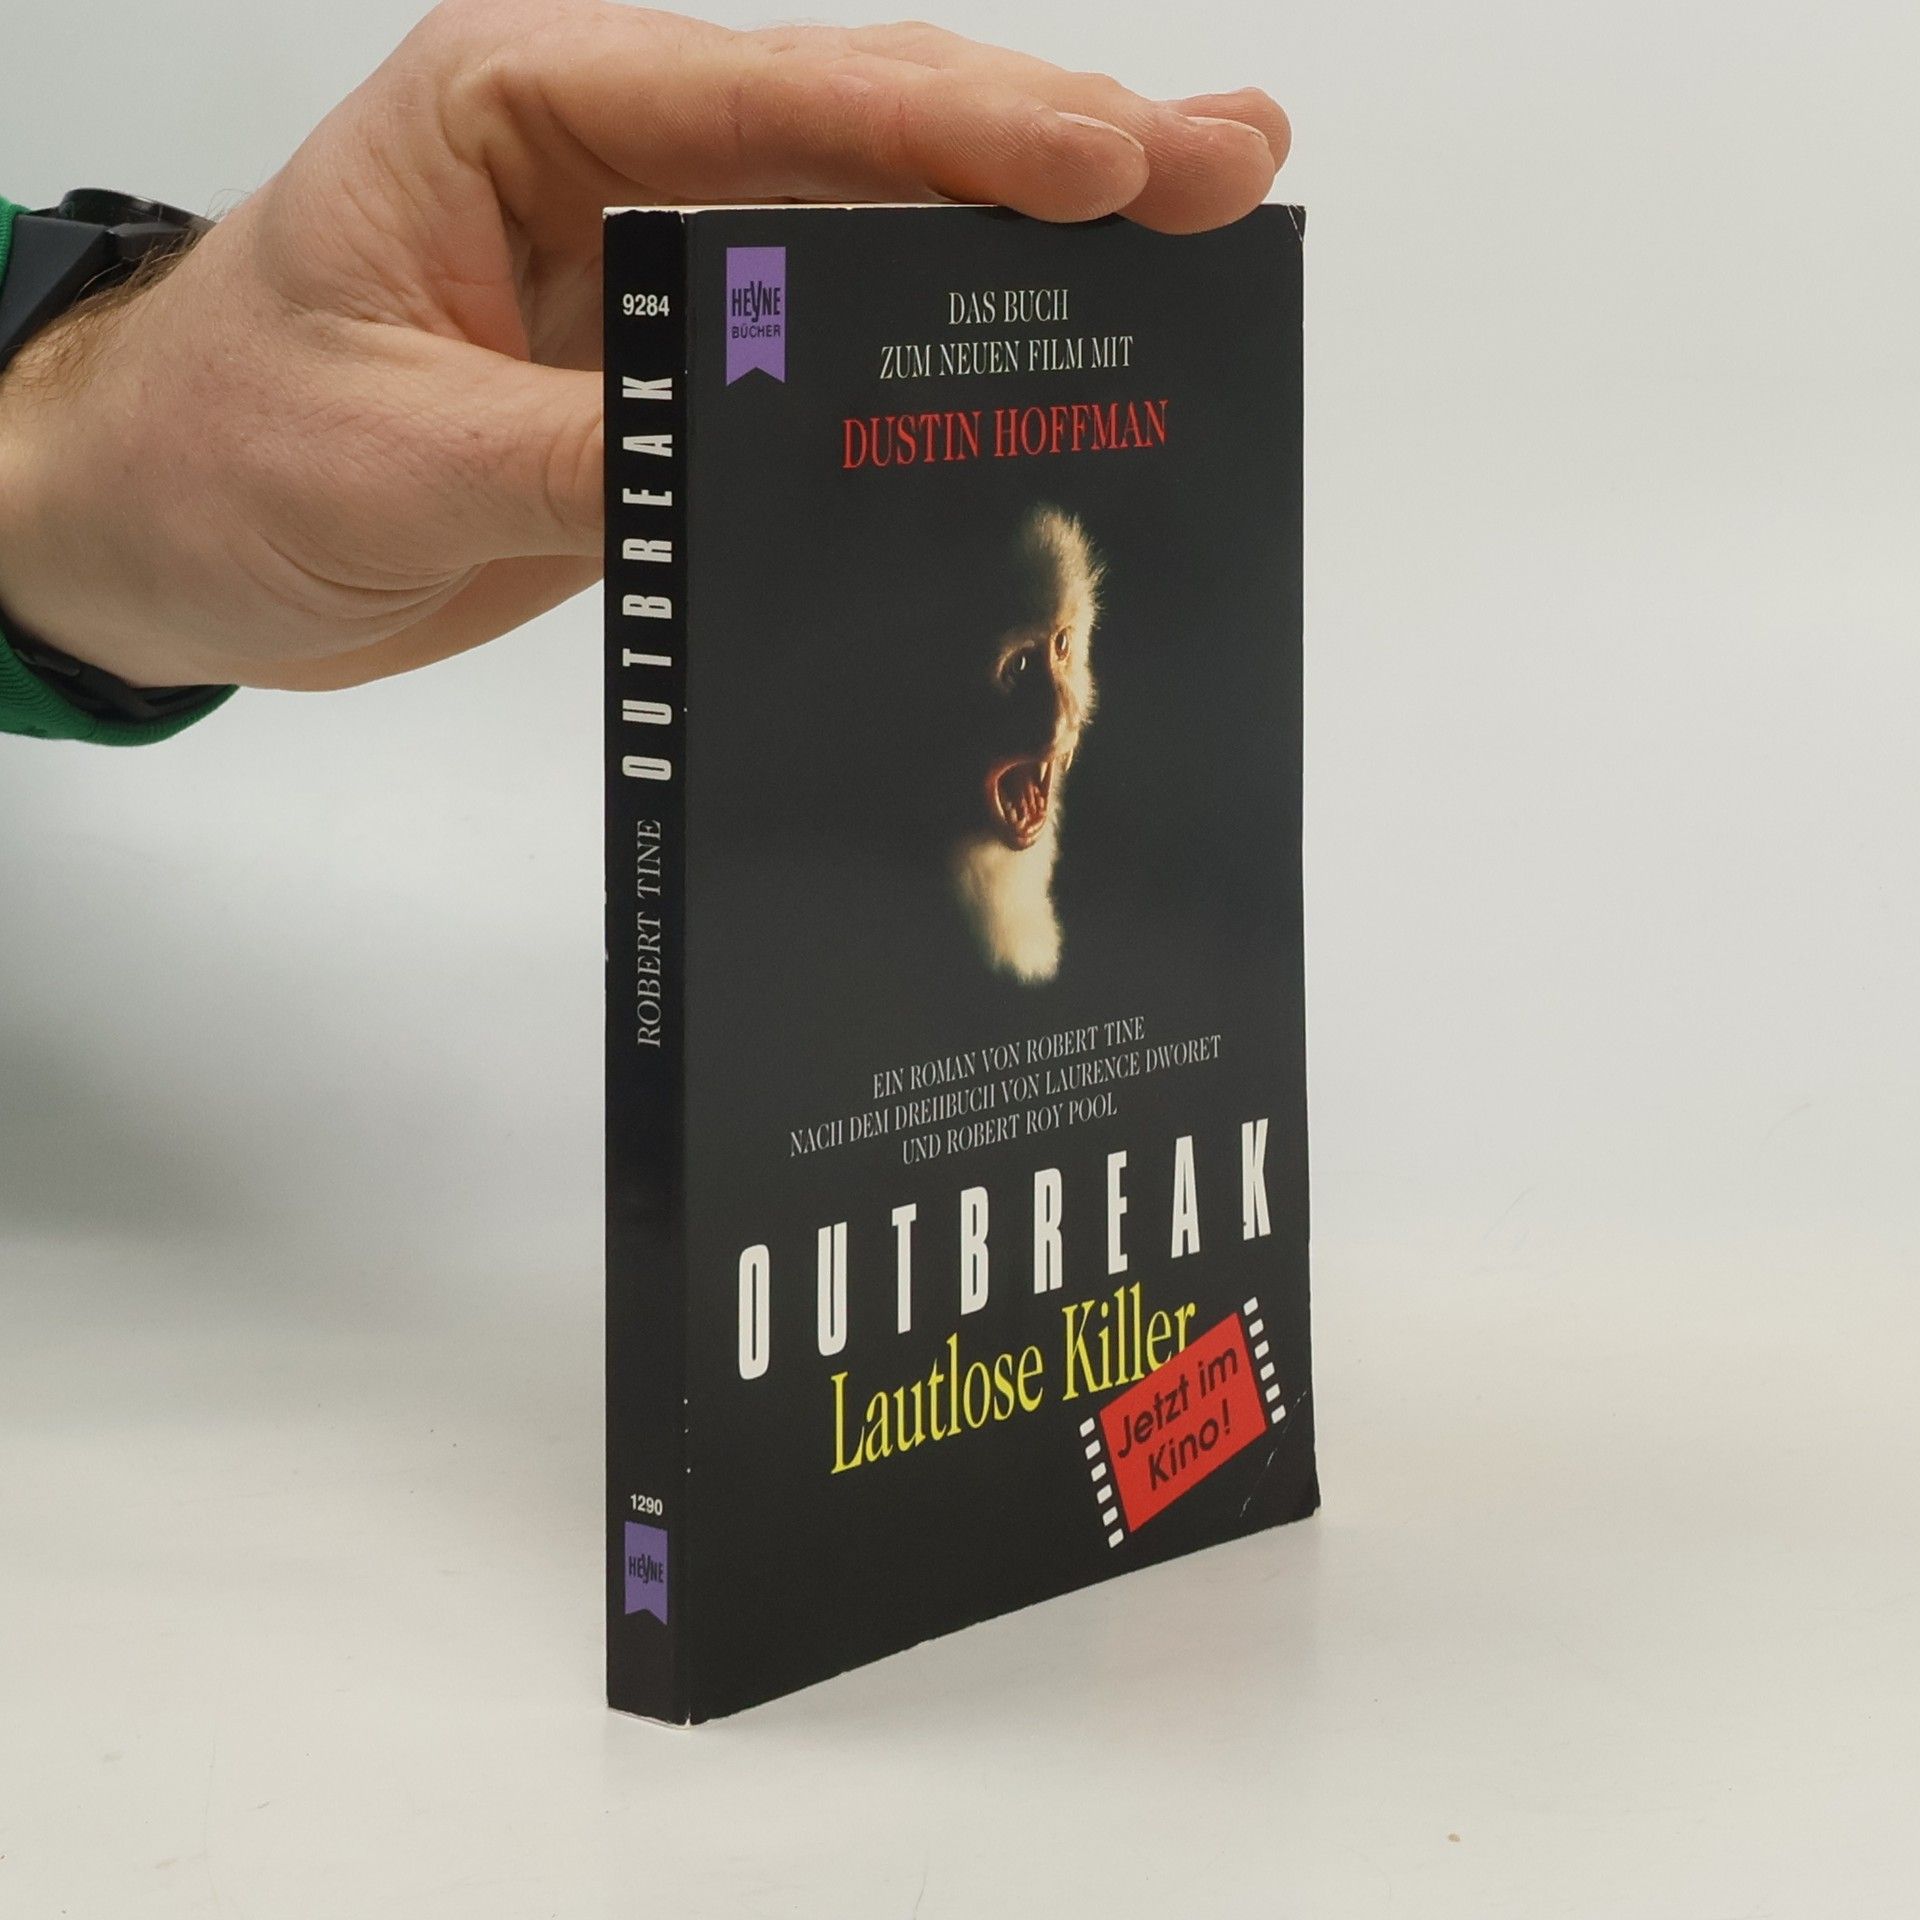 9284
OUTBREAK
ROBERT TINE
1290
HEYNE
HEYNE
BÜCHER
DAS BUCH
ZUM NEUEN FILM MIT
DUSTIN HOFFMAN
EIN ROMAN VON ROBERT TINE
NACH DEM DREHBUCH VON LAURENCE DWORET
UND ROBERT ROY POOL
OUTBREAK
Lautlose Killer
Jetzt im
Kino!